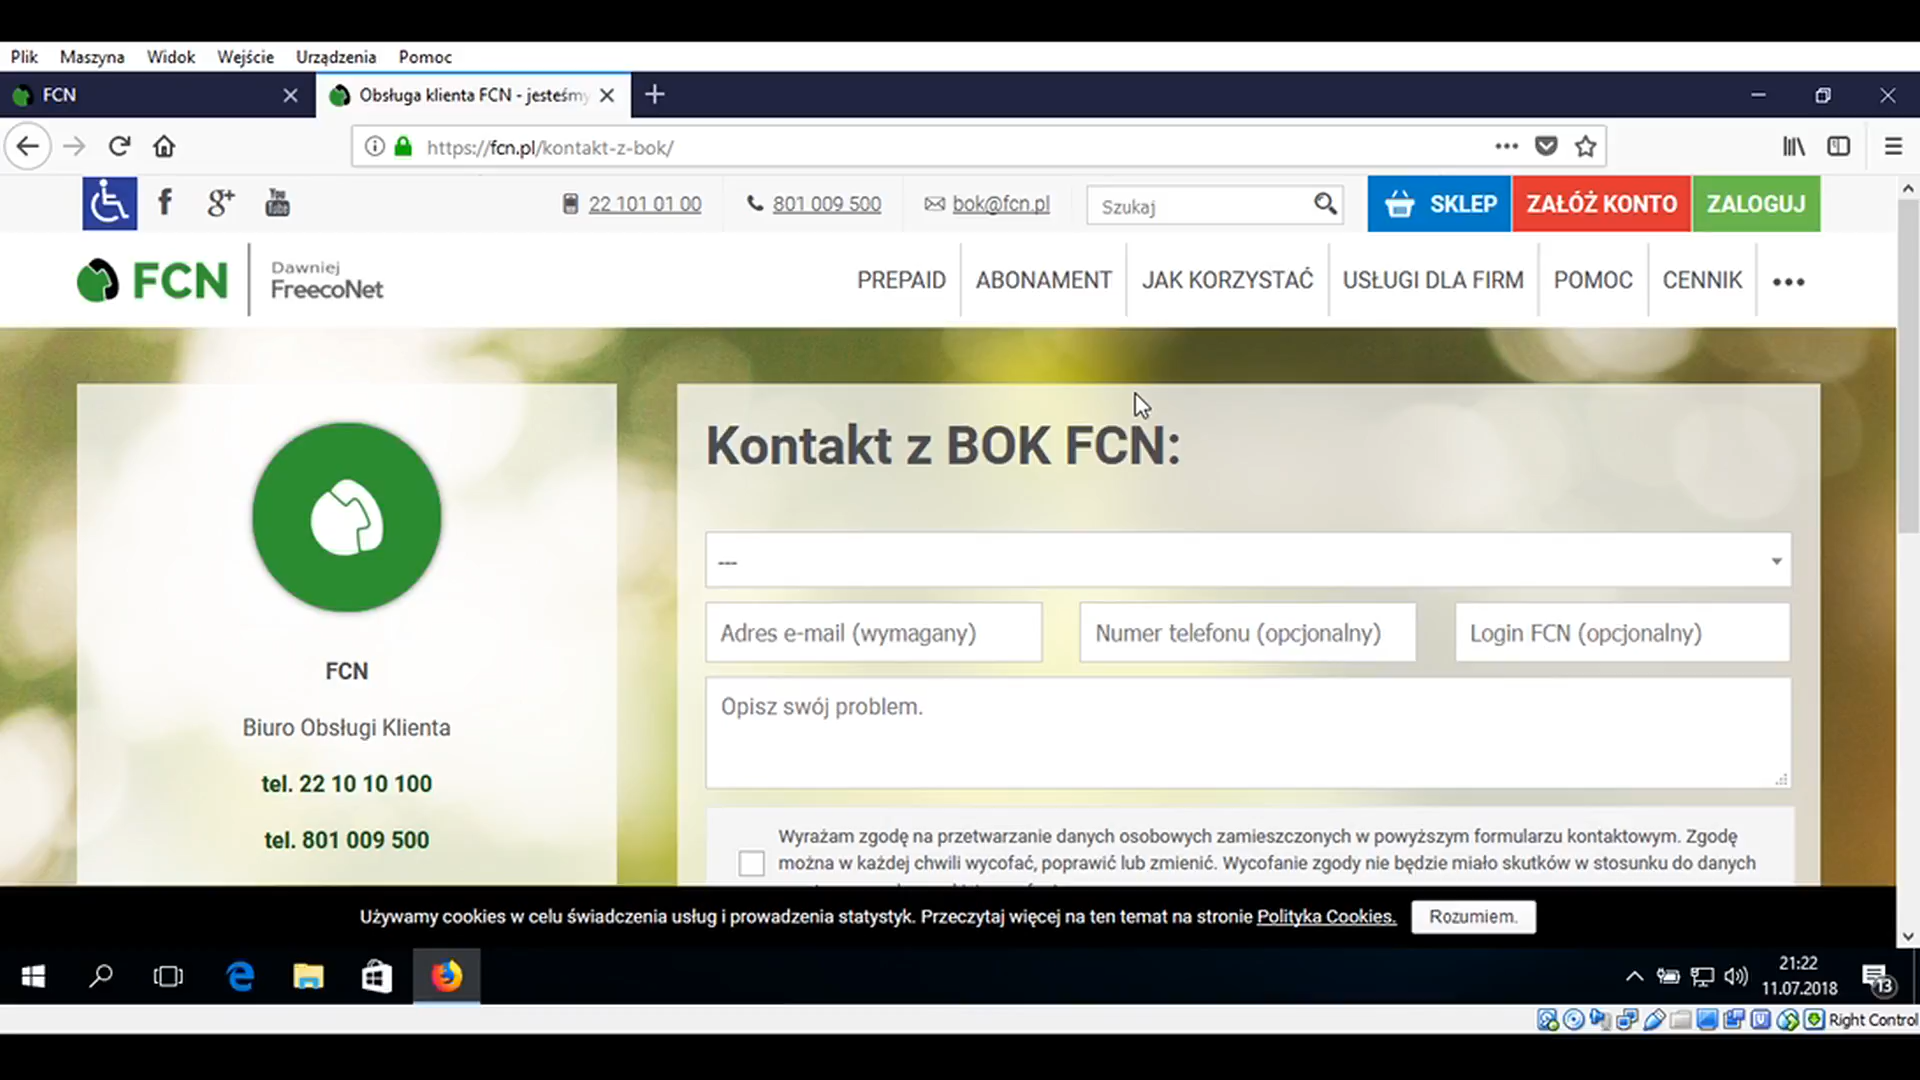 Plik Maszyna Widok Wejście Urządzenia Pomoc
FCN
Obsługa klienta FCN - jesteśmy
https://fcn.pl/kontakt-z-bok/
You Tube
22 101 01 00
801 009 500
bok@fcn.pl
Szukaj
SKLEP
ZAŁÓŻ KONTO
ZALOGUJ
FCN
Dawniej
FreecoNet
PREPAID
ABONAMENT
JAK KORZYSTAĆ
USŁUGI DLA FIRM
POMOC
CENNIK
Kontakt z BOK FCN:
---
Adres e-mail (wymagany)
Numer telefonu (opcjonalny)
Login FCN (opcjonalny)
Opisz swój problem.
FCN
Biuro Obsługi Klienta
tel. 22 10 10 100
tel. 801 009 500
Wyrażam zgodę na przetwarzanie danych osobowych zamieszczonych w powyższym formularzu kontaktowym. Zgodę
można w każdej chwili wycofać, poprawić lub zmienić. Wycofanie zgody nie będzie miało skutków w stosunku do danych
Używamy cookies w celu świadczenia usług i prowadzenia statystyk. Przeczytaj więcej na ten temat na stronie Polityka Cookies.
Rozumiem.
21:22
11.07.2018
13
Right Control